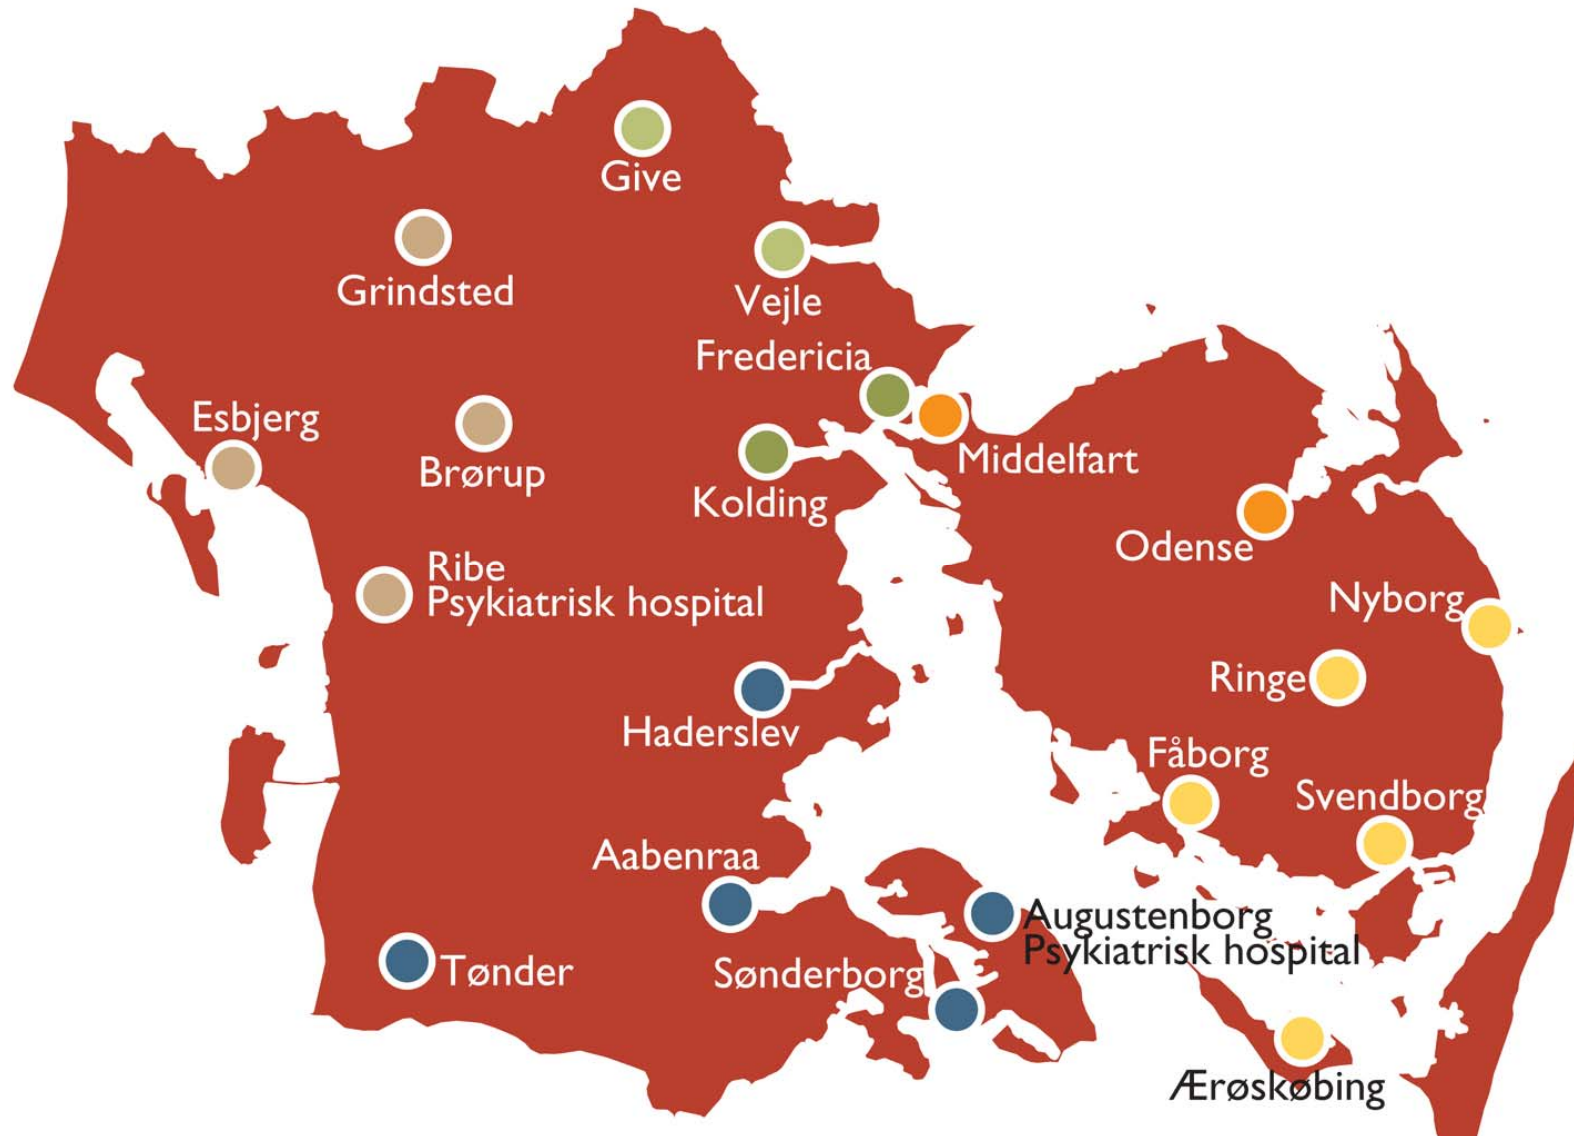 Give
Grindsted
Vejle
Fredericia
Esbjerg
Brørup
Middelfart
Kolding
Odense
Ribe
Psykiatrisk hospital
Nyborg
Ringe
Haderslev
Fåborg
Svendborg
Aabenraa
Augustenborg
Psykiatrisk hospital
Tønder
Sønderborg
Ærøskøbing